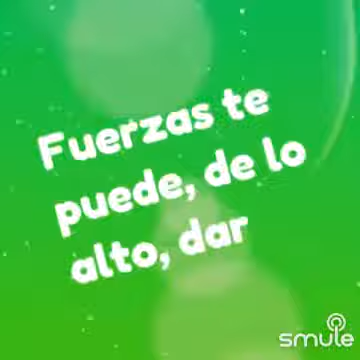 Fuerzas te
puede, de lo
alto, dar
smule